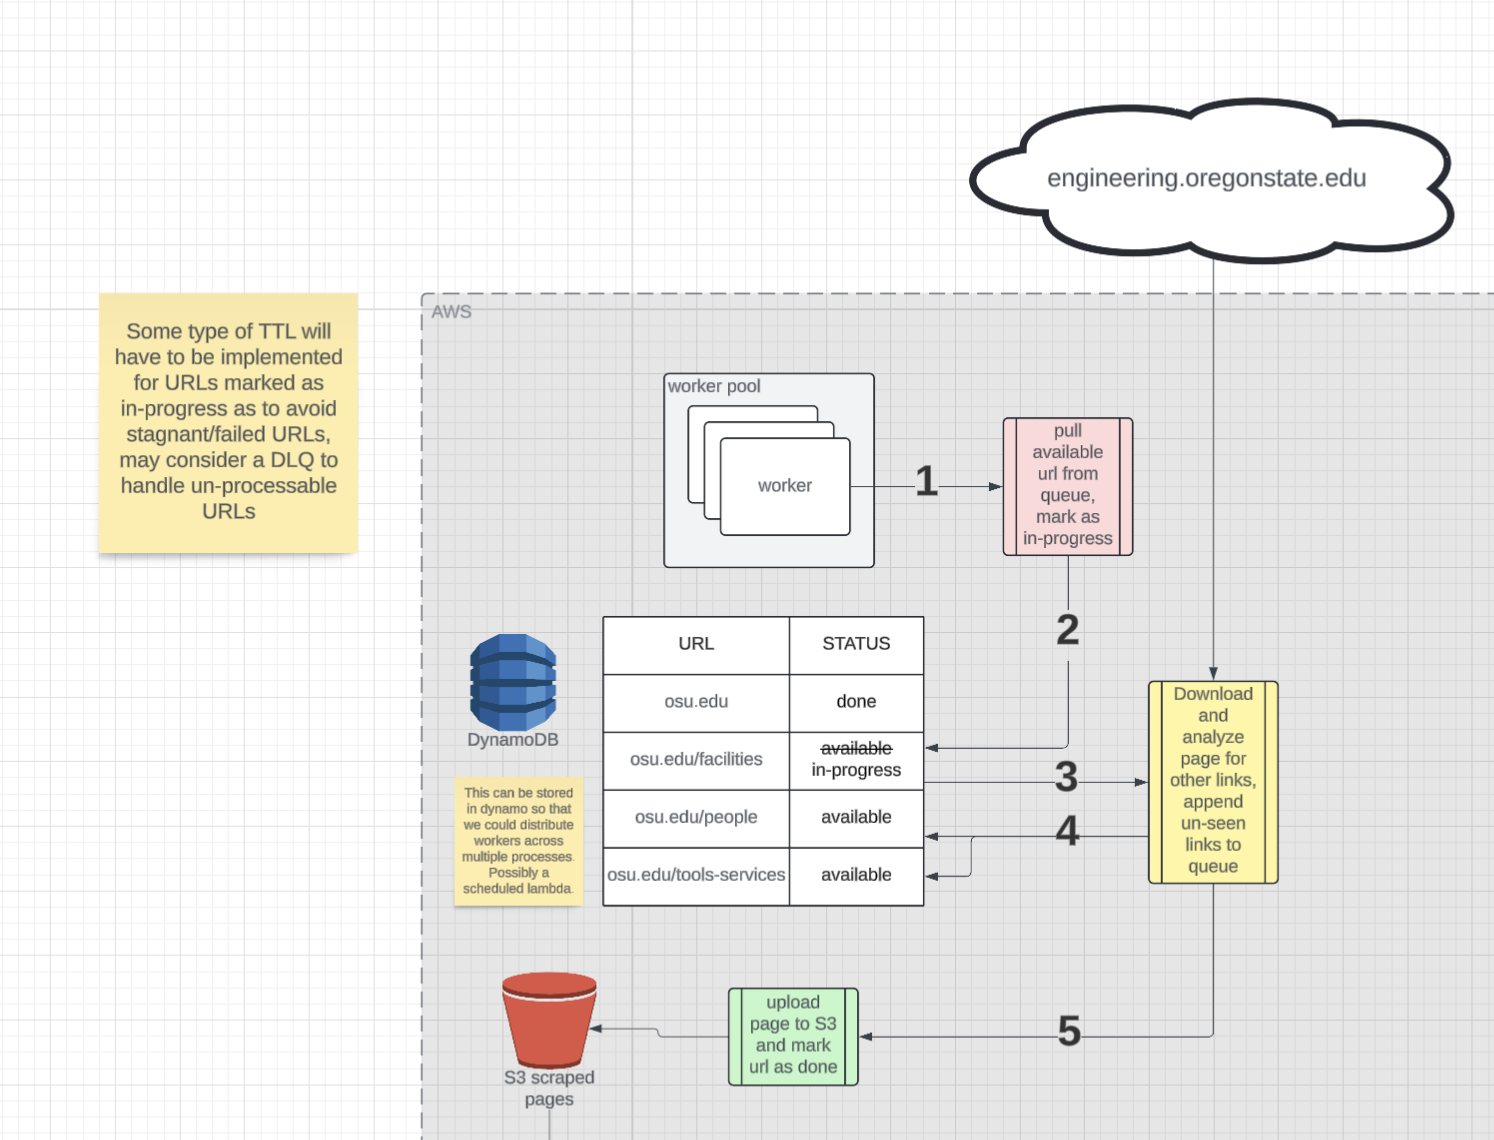 engineering.oregonstate.edu
Some type of TTL will
have to be implemented
for URLs marked as
in-progress as to avoid
stagnant/failed URLs,
may consider a DLQ to
handle un-processable
URLs
AWS
worker pool
worker
1
pull
available
url from
queue,
mark as
in-progress
2
DynamoDB
This can be stored
in dynamo so that
we could distribute
workers across
multiple processes.
Possibly a
scheduled lambda.
URL STATUS
osu.edu done
osu.edu/facilities available
in-progress
osu.edu/people available
osu.edu/tools-services available
3
4
Download
and
analyze
page for
other links,
append
un-seen
links to
queue
5
upload
page to S3
and mark
url as done
S3 scraped
pages